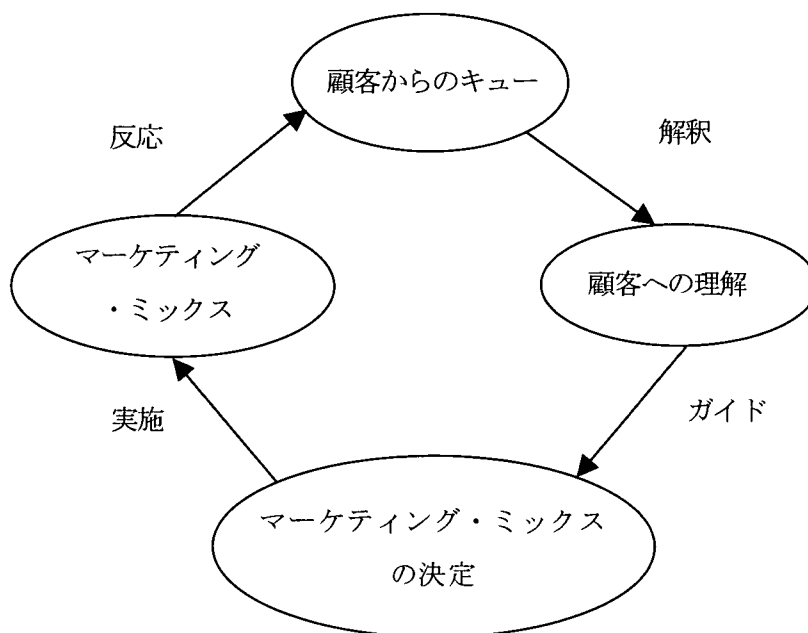 顧客からのキュー
反応
解釈
マーケティング
・ミックス
顧客への理解
実施
ガイド
マーケティング・ミックス
の決定